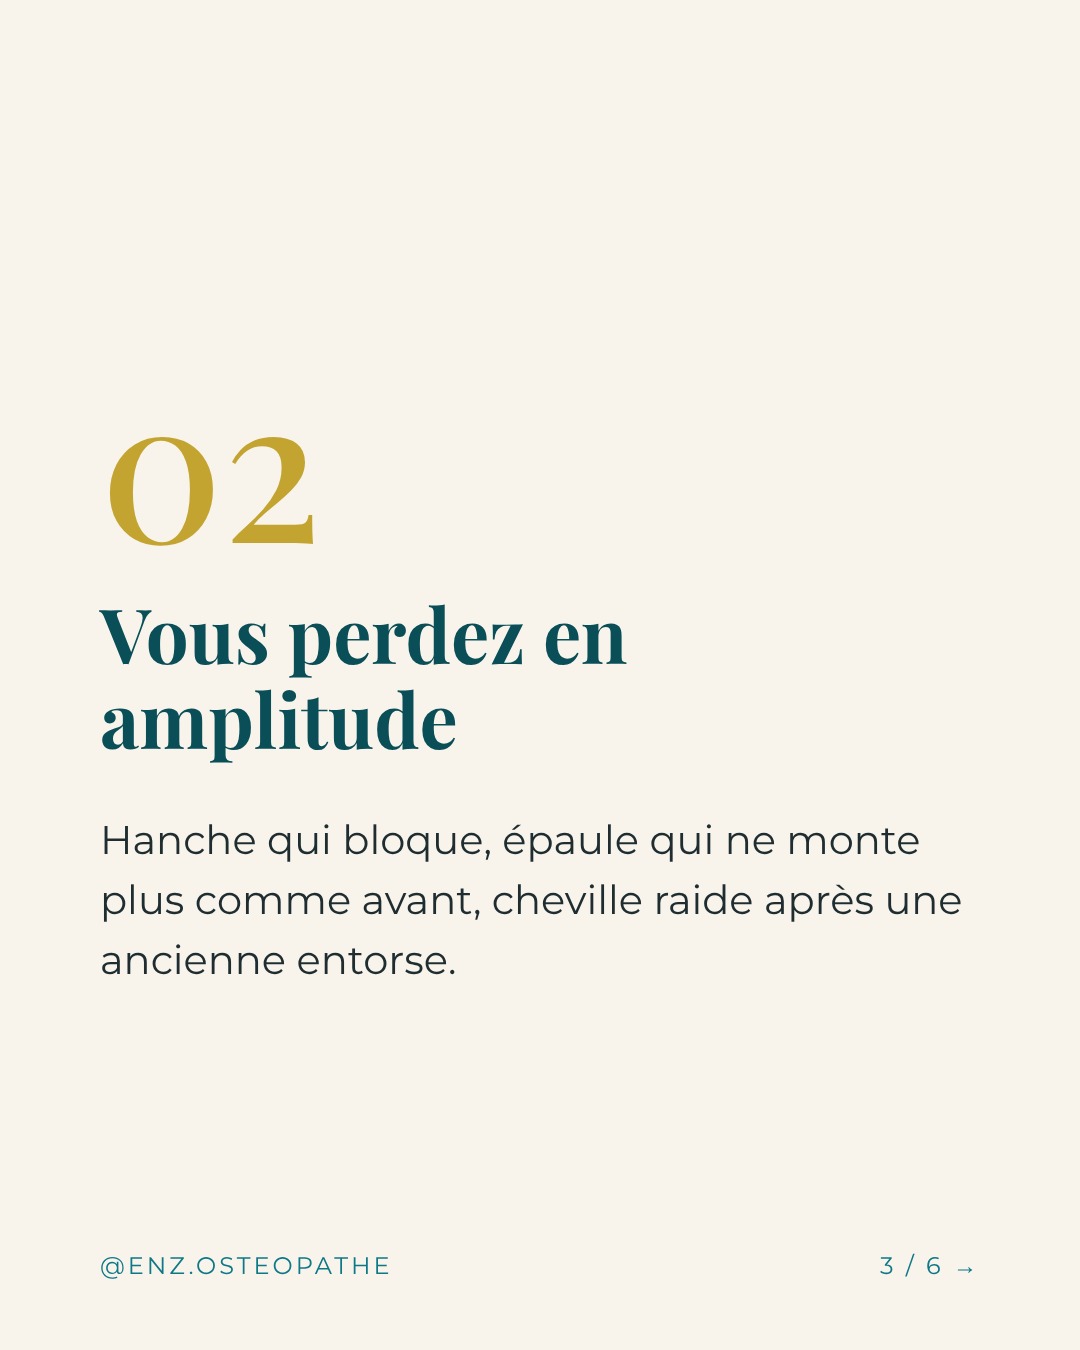 02
Vous perdez en
amplitude
Hanche qui bloque, épaule qui ne monte
plus comme avant, cheville raide après une
ancienne entorse.
@ENZ.OSTEOPATHE
3 / 6 →